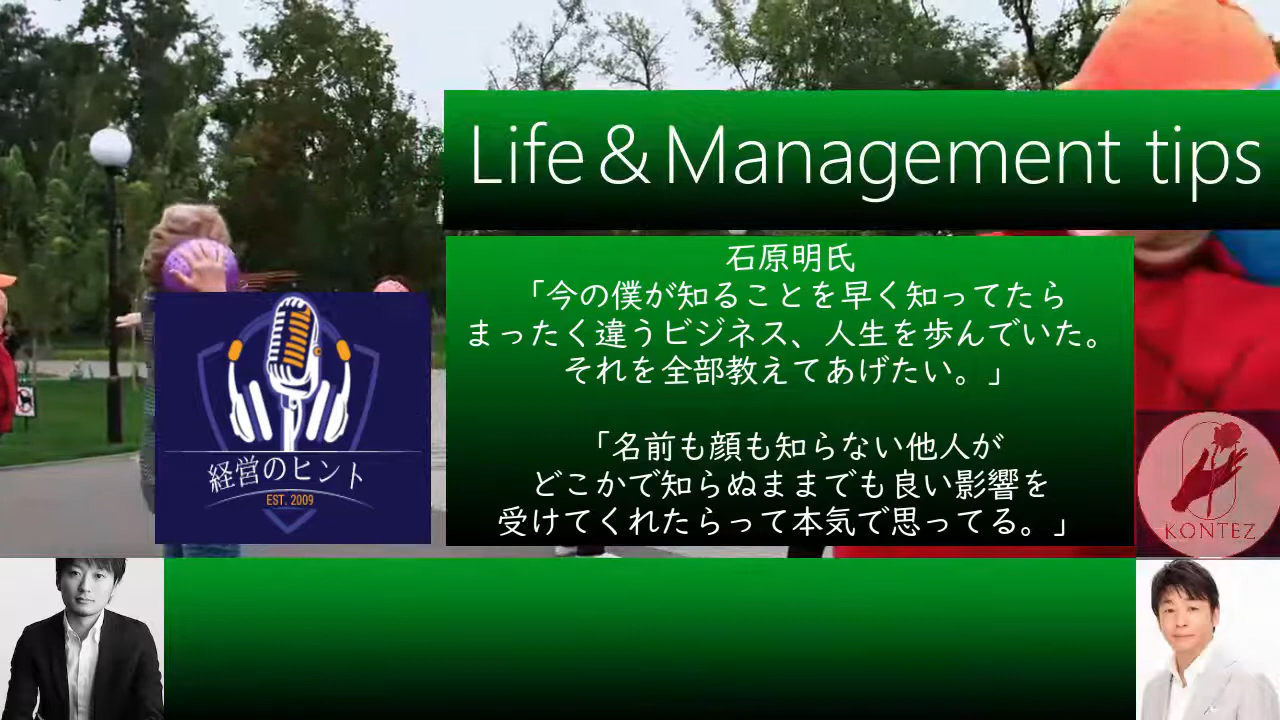 Life＆Management tips
石原明氏
「今の僕が知ることを早く知ってたら
まったく違うビジネス、人生を歩んでいた。
それを全部教えてあげたい。」
「名前も顔も知らない他人が
どこかで知らぬままでも良い影響を
受けてくれたらって本気で思ってる。」
経営のヒント
EST. 2009
KONTEZ